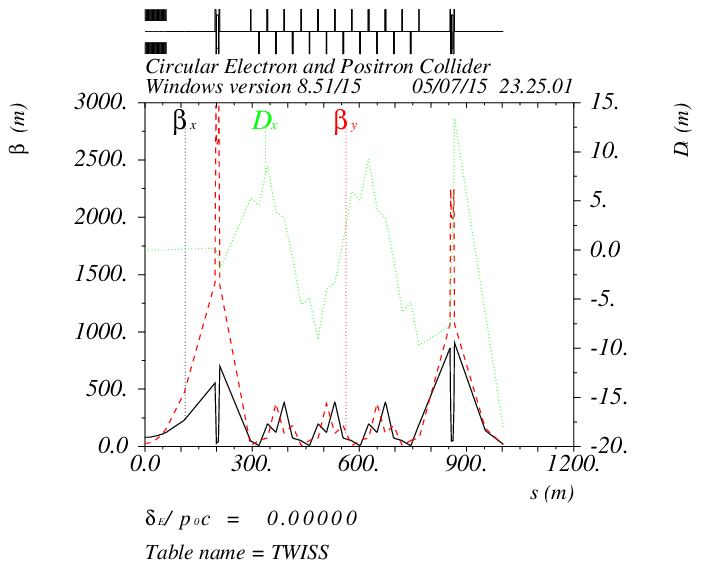 Circular Electron and Positron Collider
Windows version 8.51/15 05/07/15 23.25.01
β (m)
D (m)
3000. 15.
βx Dx βy
2500. 10.
2000. 5.
1500. 0.0
1000. -5.
500. -10.
0.0 -15.
-20.
0.0 300. 600. 900. 1200.
s (m)
δE/ p0c = 0.00000
Table name = TWISS